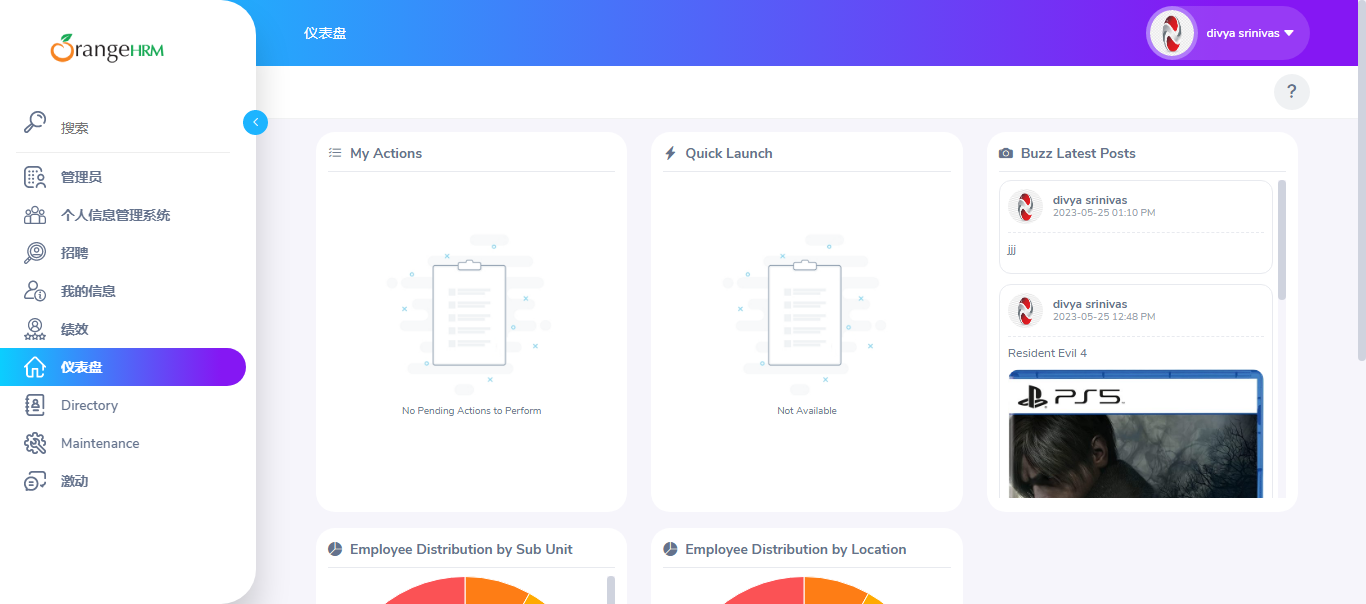 OrangeHRM
仪表盘
divya srinivas
?
搜索
管理员
个人信息管理系统
招聘
我的信息
绩效
仪表盘
Directory
Maintenance
激动
My Actions
No Pending Actions to Perform
Quick Launch
Not Available
Buzz Latest Posts
divya srinivas
2023-05-25 01:10 PM
jjj
divya srinivas
2023-05-25 12:48 PM
Resident Evil 4
PS5
Employee Distribution by Sub Unit
Employee Distribution by Location